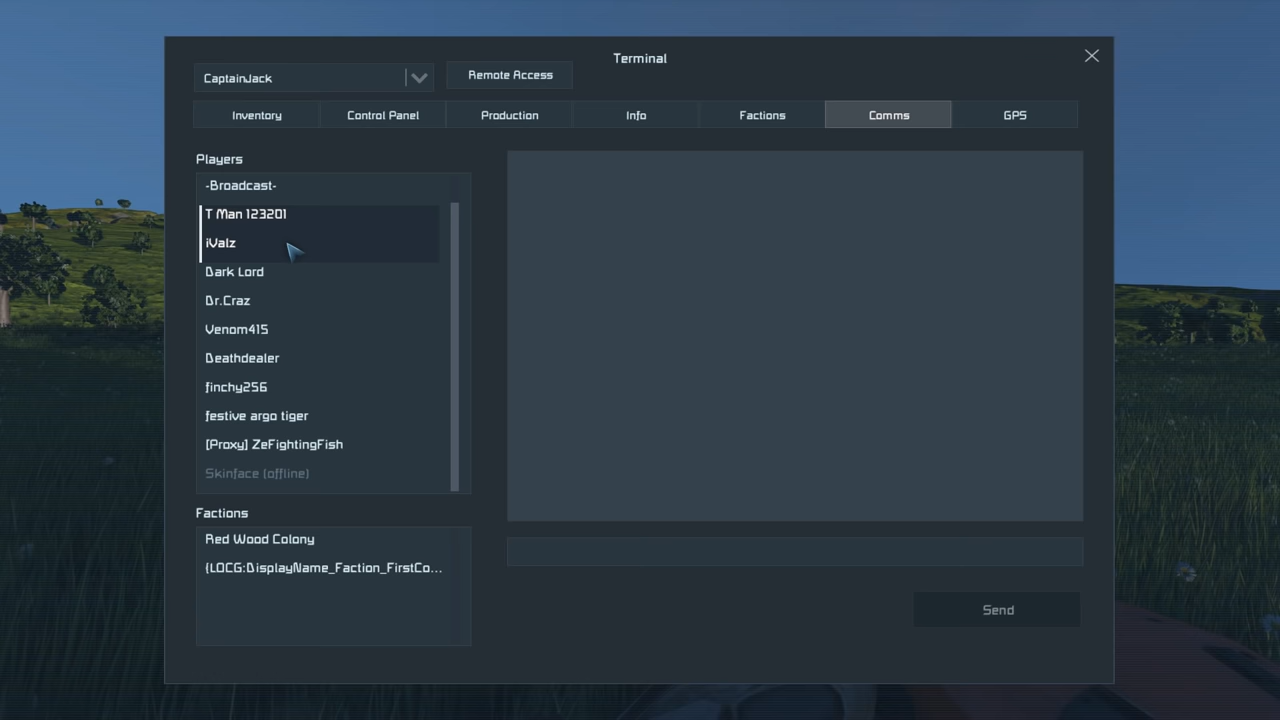 Terminal
CaptainJack
Remote Access
Inventory
Control Panel
Production
Info
Factions
Comms
GPS
Players
-Broadcast-
T Man 123201
iValz
Dark Lord
Dr.Craz
Venom415
Deathdealer
finchy256
festive argo tiger
[Proxy] ZeFightingFish
Skinface (offline)
Factions
Red Wood Colony
{LOCG:DisplayName_Faction_FirstCo...
Send